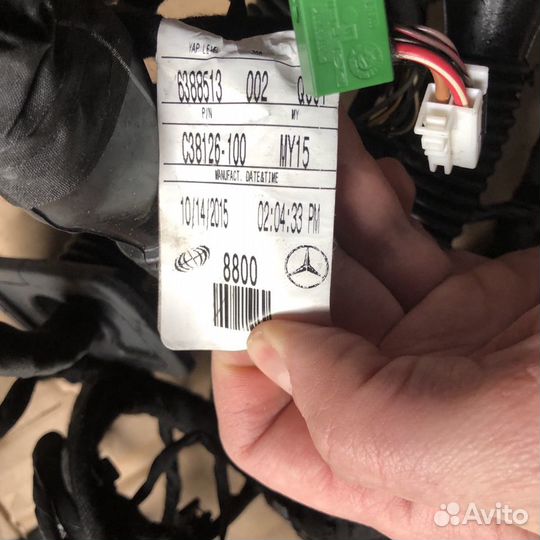 6388513 002
P/N MY
C38126-100 MY15
MANUFACT. DATE&TIME
10/14/2015 02:04:33 PM
8800
Avito